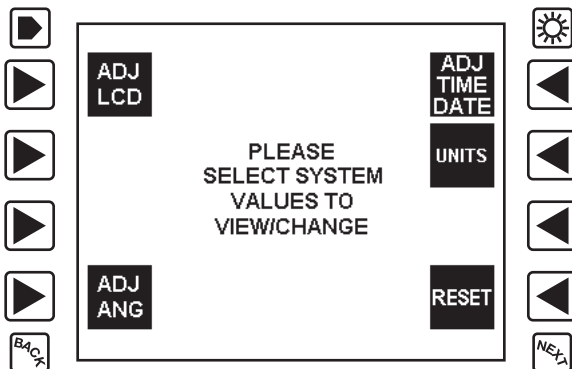 ADJ
LCD
ADJ
TIME
DATE
PLEASE
SELECT SYSTEM
VALUES TO
VIEW/CHANGE
UNITS
ADJ
ANG
RESET
BACK
NEXT